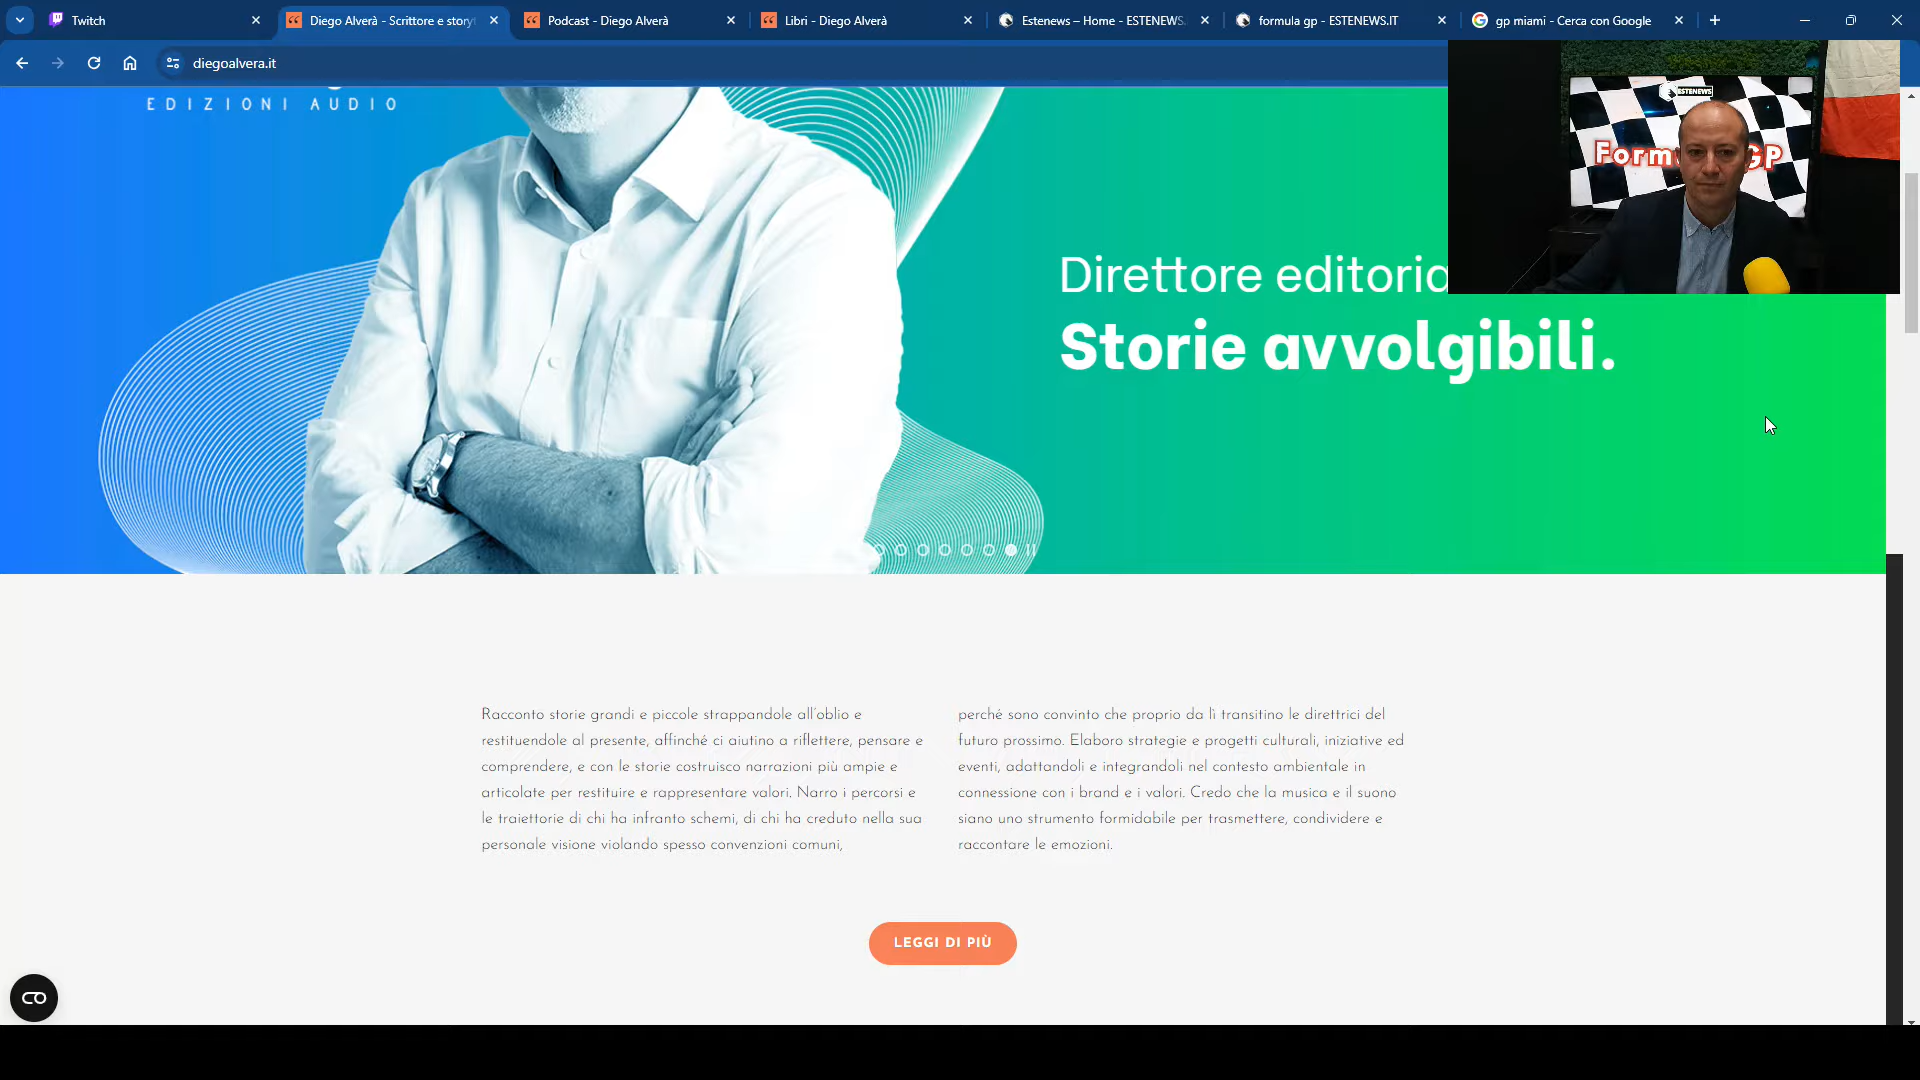 Twitch
Diego Alverà - Scrittore e story
Podcast - Diego Alverà
Libri - Diego Alverà
Estenews – Home - ESTENEWS.
formula gp - ESTENEWS.IT
gp miami - Cerca con Google
diegoalvera.it
EDIZIONI AUDIO
ESTENEWS
Form GP
Direttore editoria
Storie avvolgibili.
Racconto storie grandi e piccole strappandole all'oblio e
restituendole al presente, affinché ci aiutino a riflettere, pensare e
comprendere, e con le storie costruisco narrazioni più ampie e
articolate per restituire e rappresentare valori. Narro i percorsi e
le traiettorie di chi ha infranto schemi, di chi ha creduto nella sua
personale visione violando spesso convenzioni comuni,
perché sono convinto che proprio da lì transitino le direttrici del
futuro prossimo. Elaboro strategie e progetti culturali, iniziative ed
eventi, adattandoli e integrandoli nel contesto ambientale in
connessione con i brand e i valori. Credo che la musica e il suono
siano uno strumento formidabile per trasmettere, condividere e
raccontare le emozioni.
LEGGI DI PIÙ